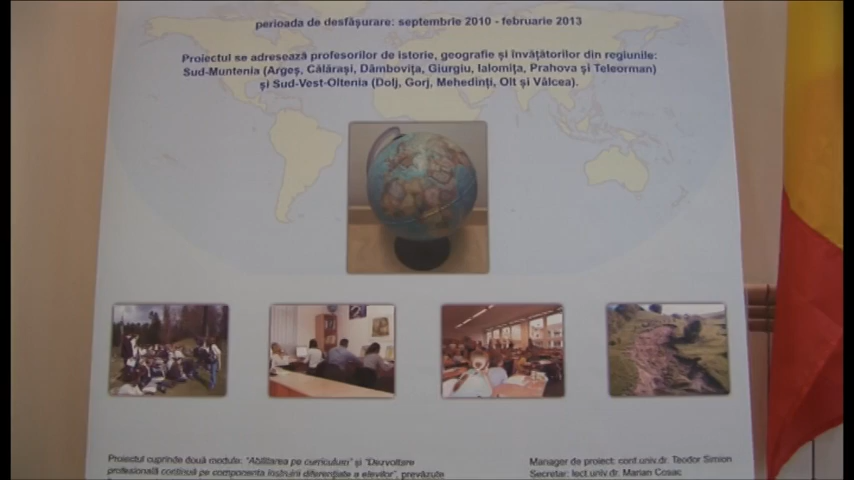 perioada de desfășurare: septembrie 2010 - februarie 2013
Proiectul se adresează profesorilor de istorie, geografie și învățătorilor din regiunile:
Sud-Muntenia (Argeș, Călărași, Dâmbovița, Giurgiu, Ialomița, Prahova și Teleorman)
și Sud-Vest-Oltenia (Dolj, Gorj, Mehedinți, Olt și Vâlcea).
Proiectul cuprinde două module: "Abilitarea pe curriculum" și "Dezvoltare
profesională continuă pe componenta instruirii diferențiate a elevilor", prevăzute
Manager de proiect: conf.univ.dr. Teodor Simion
Secretar: lect.univ.dr. Marian Cosac